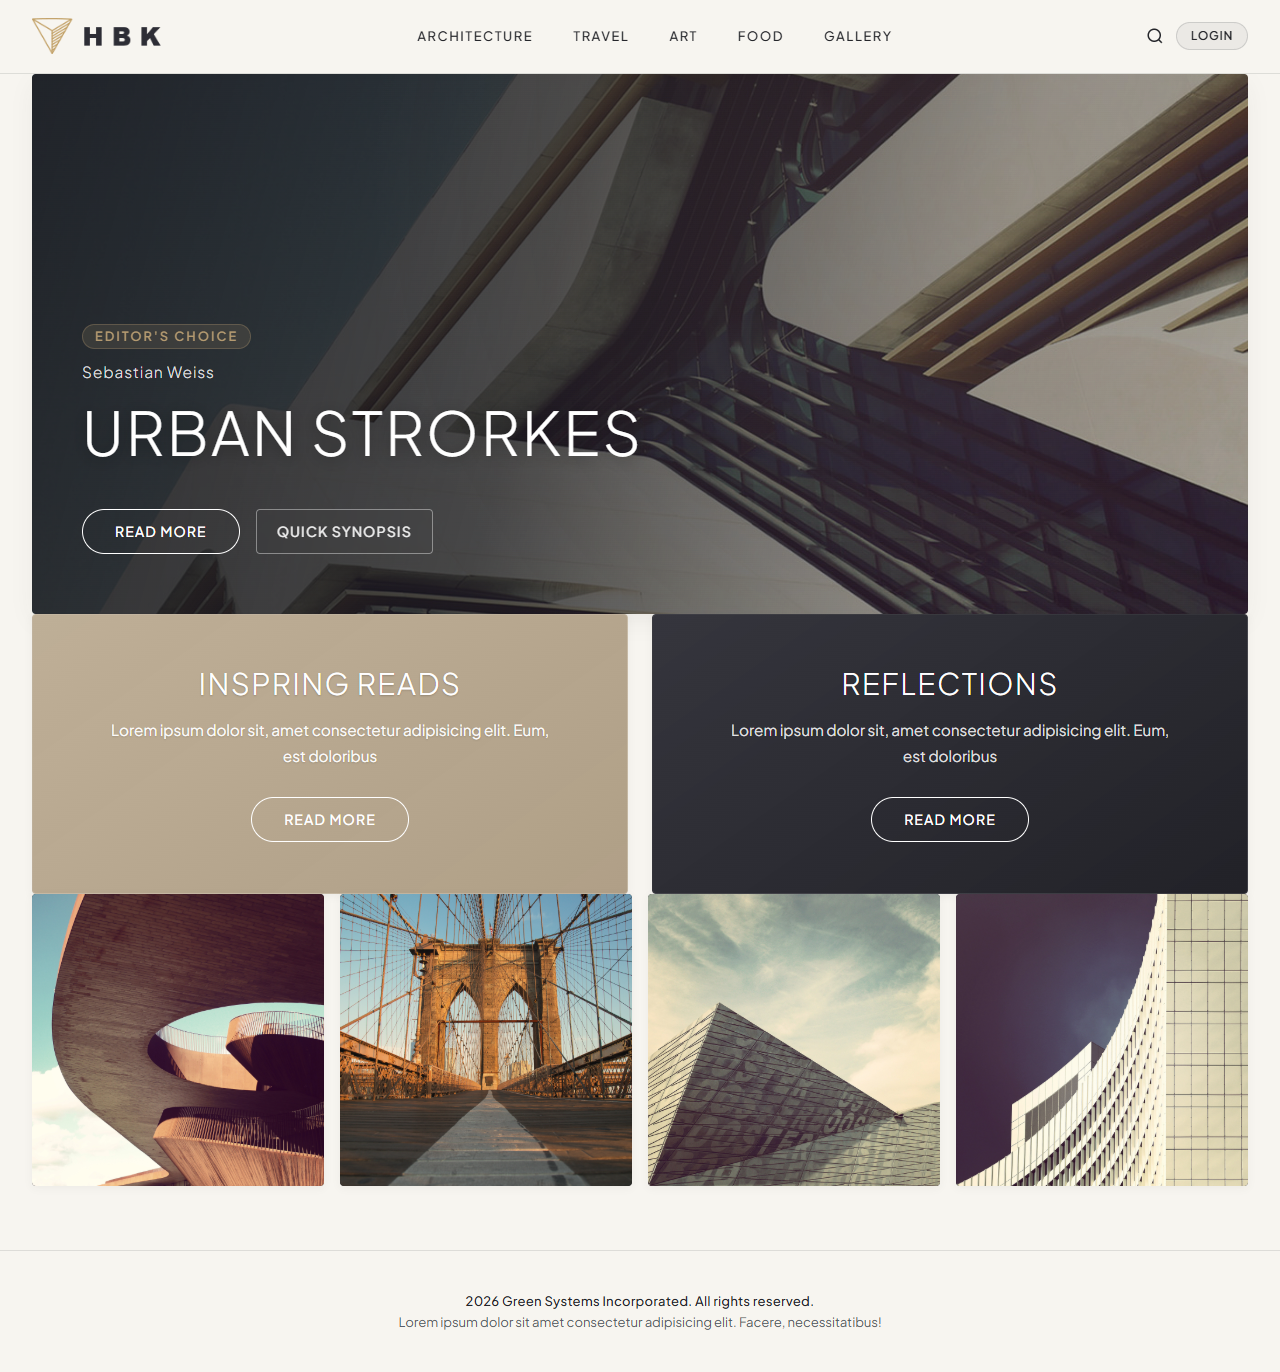 HBK
ARCHITECTURE
TRAVEL
ART
FOOD
GALLERY
LOGIN
EDITOR'S CHOICE
Sebastian Weiss
URBAN STRORKES
READ MORE
QUICK SYNOPSIS
INSPRING READS
Lorem ipsum dolor sit, amet consectetur adipisicing elit. Eum,
est doloribus
READ MORE
REFLECTIONS
Lorem ipsum dolor sit, amet consectetur adipisicing elit. Eum,
est doloribus
READ MORE
2026 Green Systems Incorporated. All rights reserved.
Lorem ipsum dolor sit amet consectetur adipisicing elit. Facere, necessitatibus!